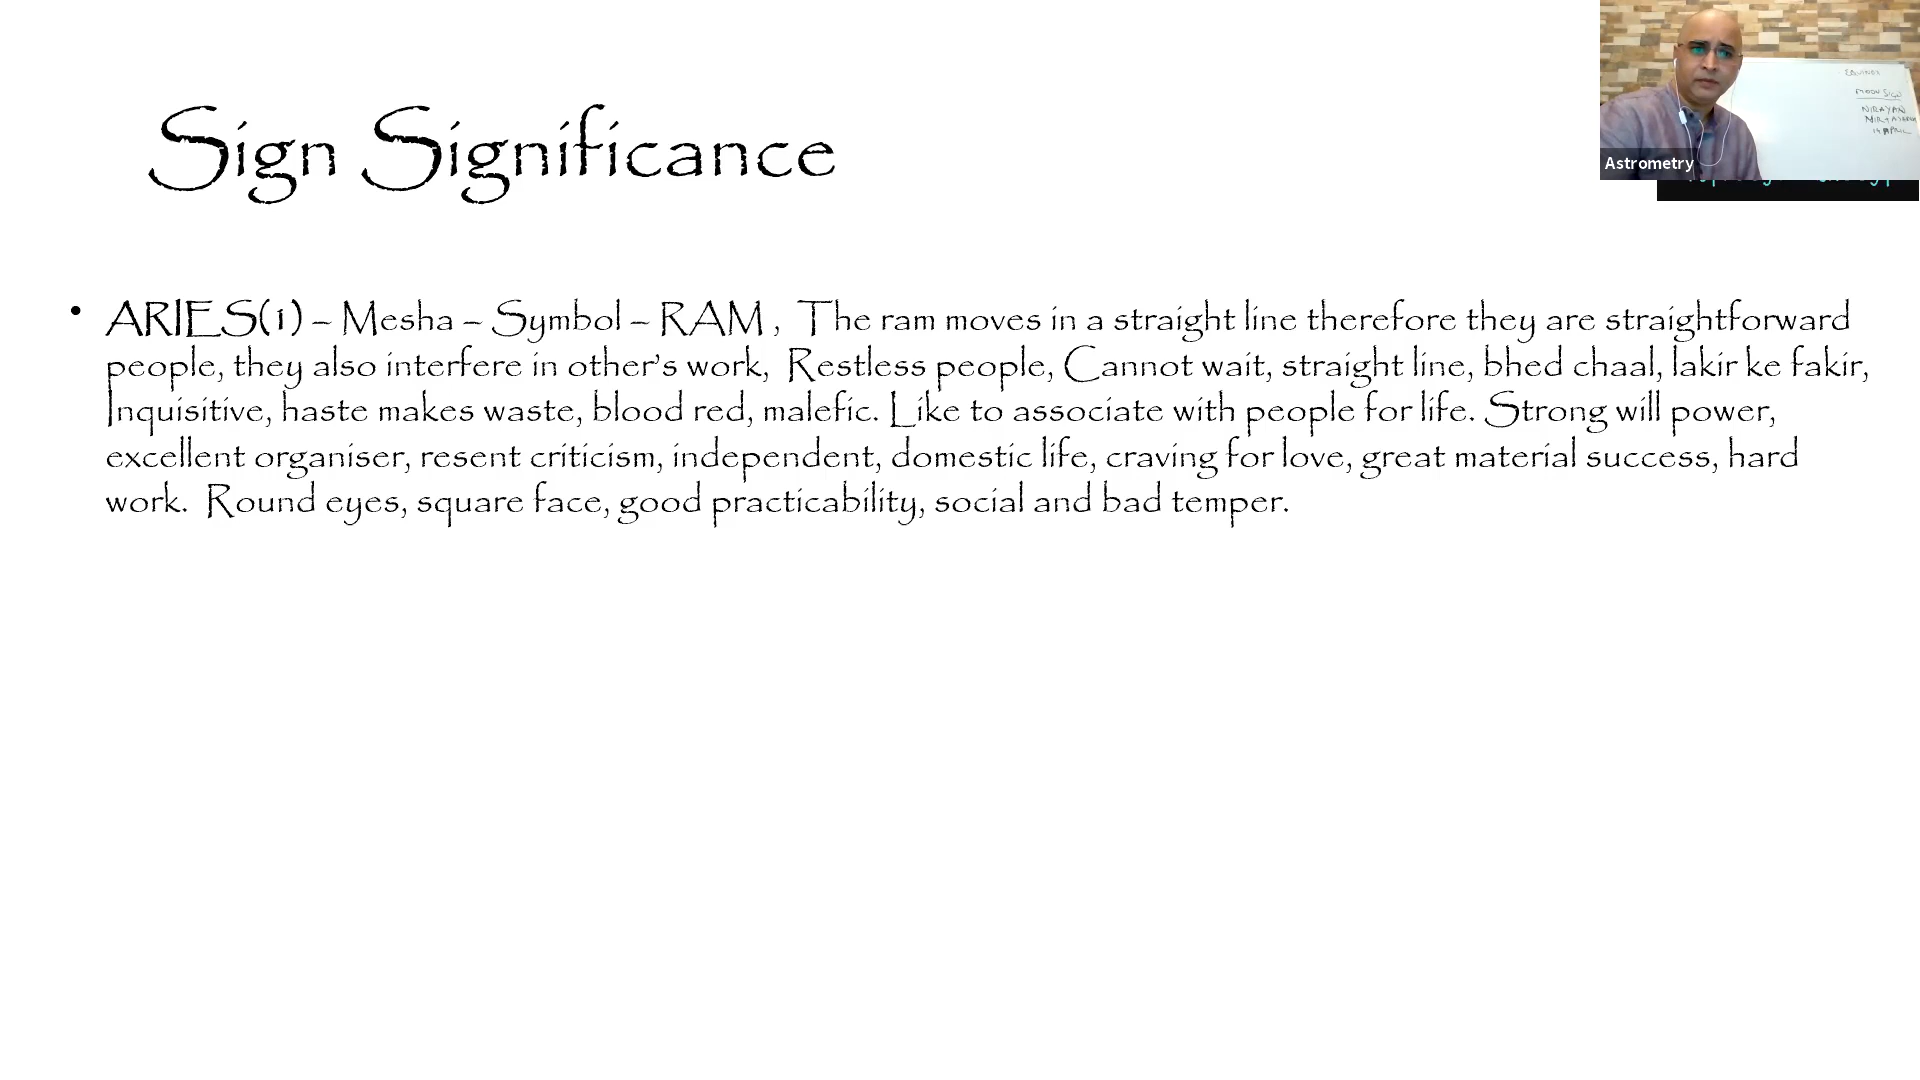 Sign Significance
• ARIES(1) – Mesha – Symbol – RAM , The ram moves in a straight line therefore they are straightforward
people, they also interfere in other's work, Restless people, Cannot wait, straight line, bhed chaal, lakir ke fakir,
Inquisitive, haste makes waste, blood red, malefic. Like to associate with people for life. Strong will power,
excellent organiser, resent criticism, independent, domestic life, craving for love, great material success, hard
work. Round eyes, square face, good practicability, social and bad temper.
EQUINOX
MOON SIGN
NIRAYAN
14 APRIL
Astrometry